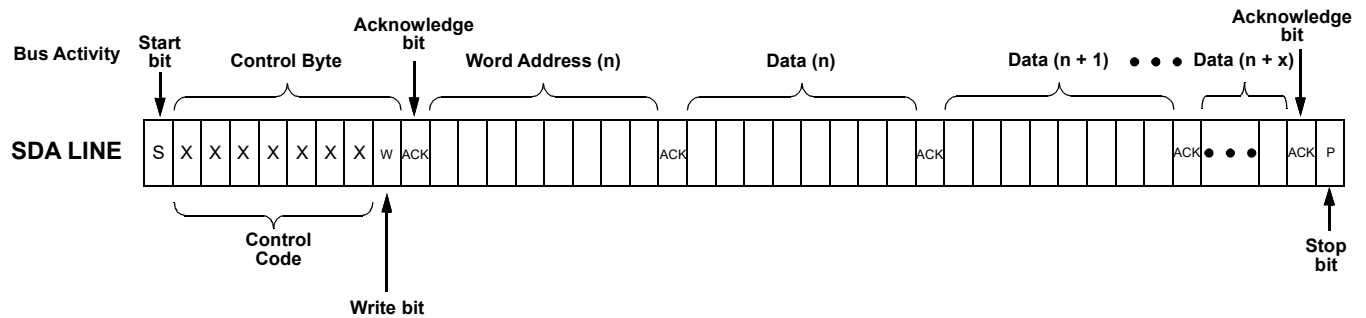 Bus Activity
Start
bit
Control Byte
Acknowledge
bit
Word Address (n)
Data (n)
Data (n + 1) • • • Data (n + x)
Acknowledge
bit
SDA LINE
S X X X X X X X W ACK ACK ACK ACK • • • ACK P
Control
Code
Write bit
Stop
bit